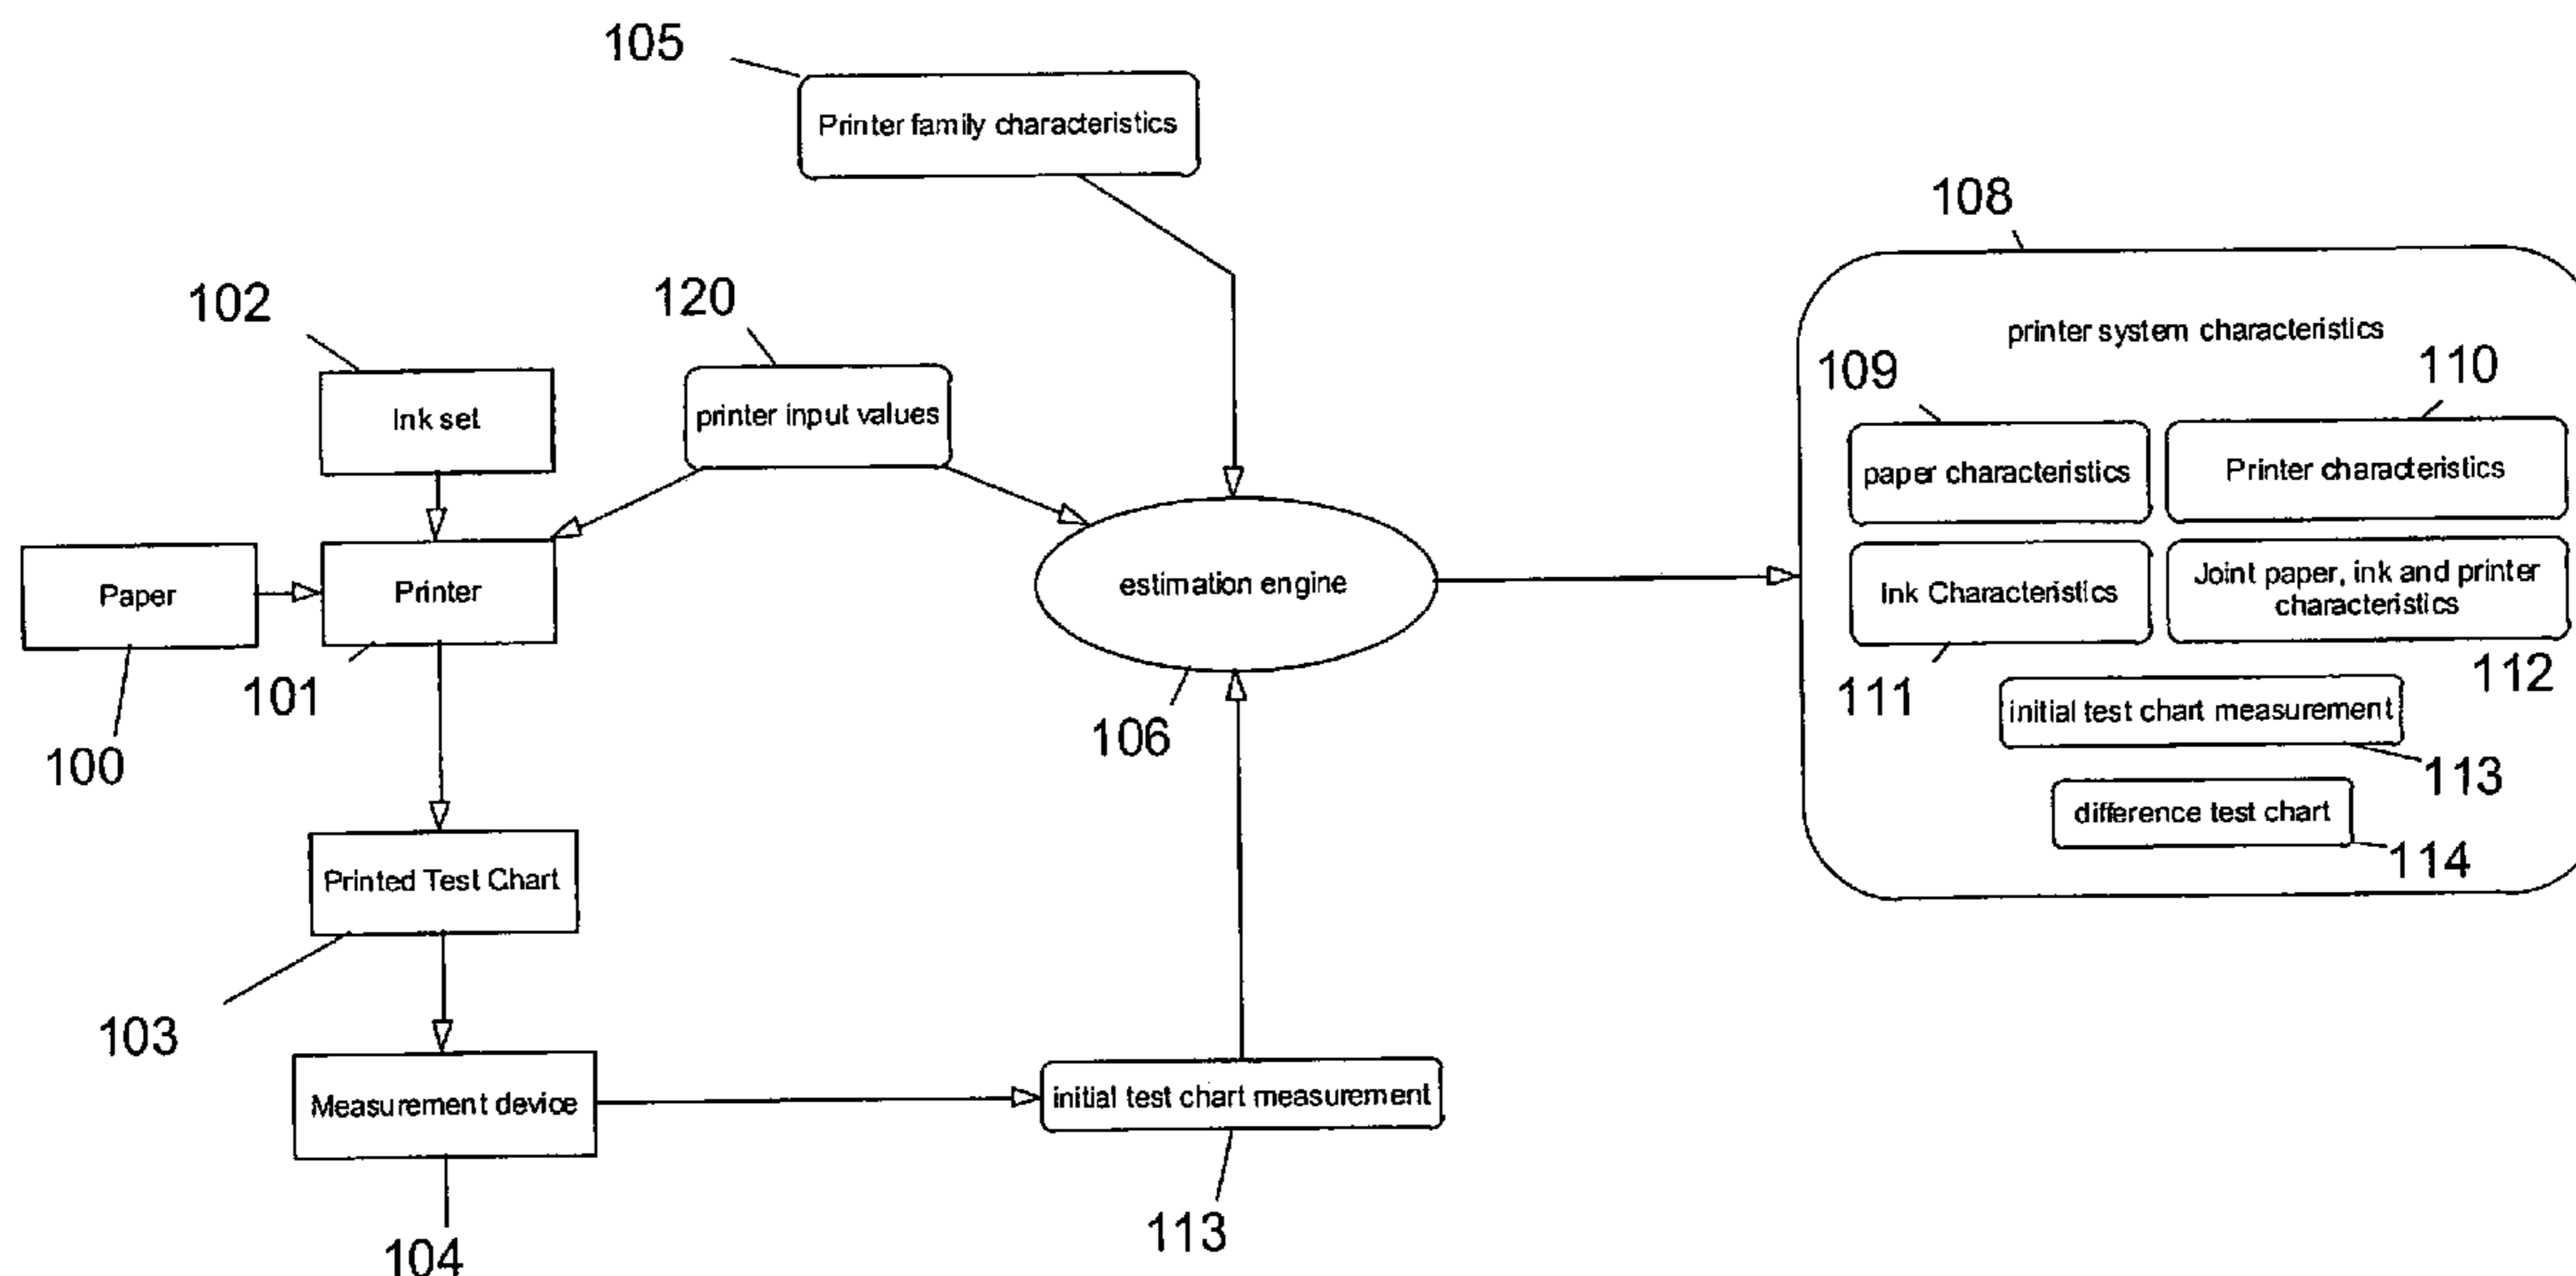 105
Printer family characteristics
108
printer system characteristics
102
120
109
110
Ink set
printer input values
paper characteristics
Printer characteristics
Paper
Printer
estimation engine
Ink Characteristics
Joint paper, ink and printer
characteristics
101
100
106
111
112
initial test chart measurement
113
difference test chart
114
Printed Test Chart
103
Measurement device
initial test chart measurement
104
113